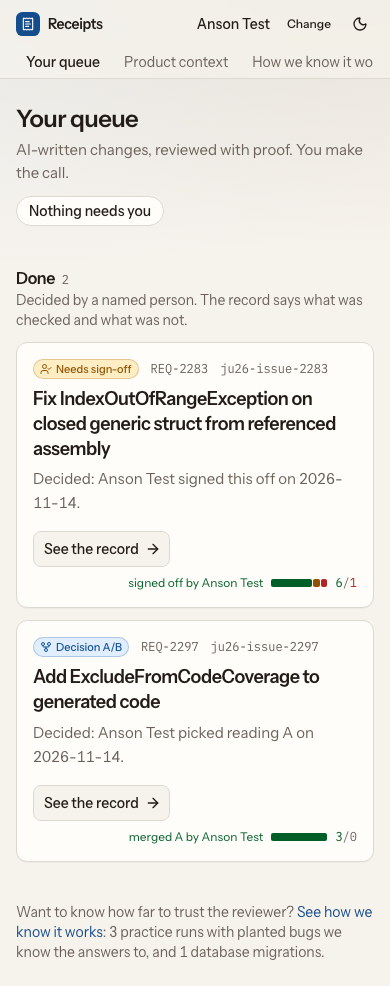 Receipts
Anson Test
Change
Your queue
Product context
How we know it wo
Your queue
AI-written changes, reviewed with proof. You make
the call.
Nothing needs you
Done 2
Decided by a named person. The record says what was
checked and what was not.
Needs sign-off REQ-2283 ju26-issue-2283
Fix IndexOutOfRangeException on
closed generic struct from referenced
assembly
Decided: Anson Test signed this off on 2026-
11-14.
See the record →
signed off by Anson Test 6/1
Decision A/B REQ-2297 ju26-issue-2297
Add ExcludeFromCodeCoverage to
generated code
Decided: Anson Test picked reading A on
2026-11-14.
See the record →
merged A by Anson Test 3/0
Want to know how far to trust the reviewer? See how we
know it works: 3 practice runs with planted bugs we
know the answers to, and 1 database migrations.